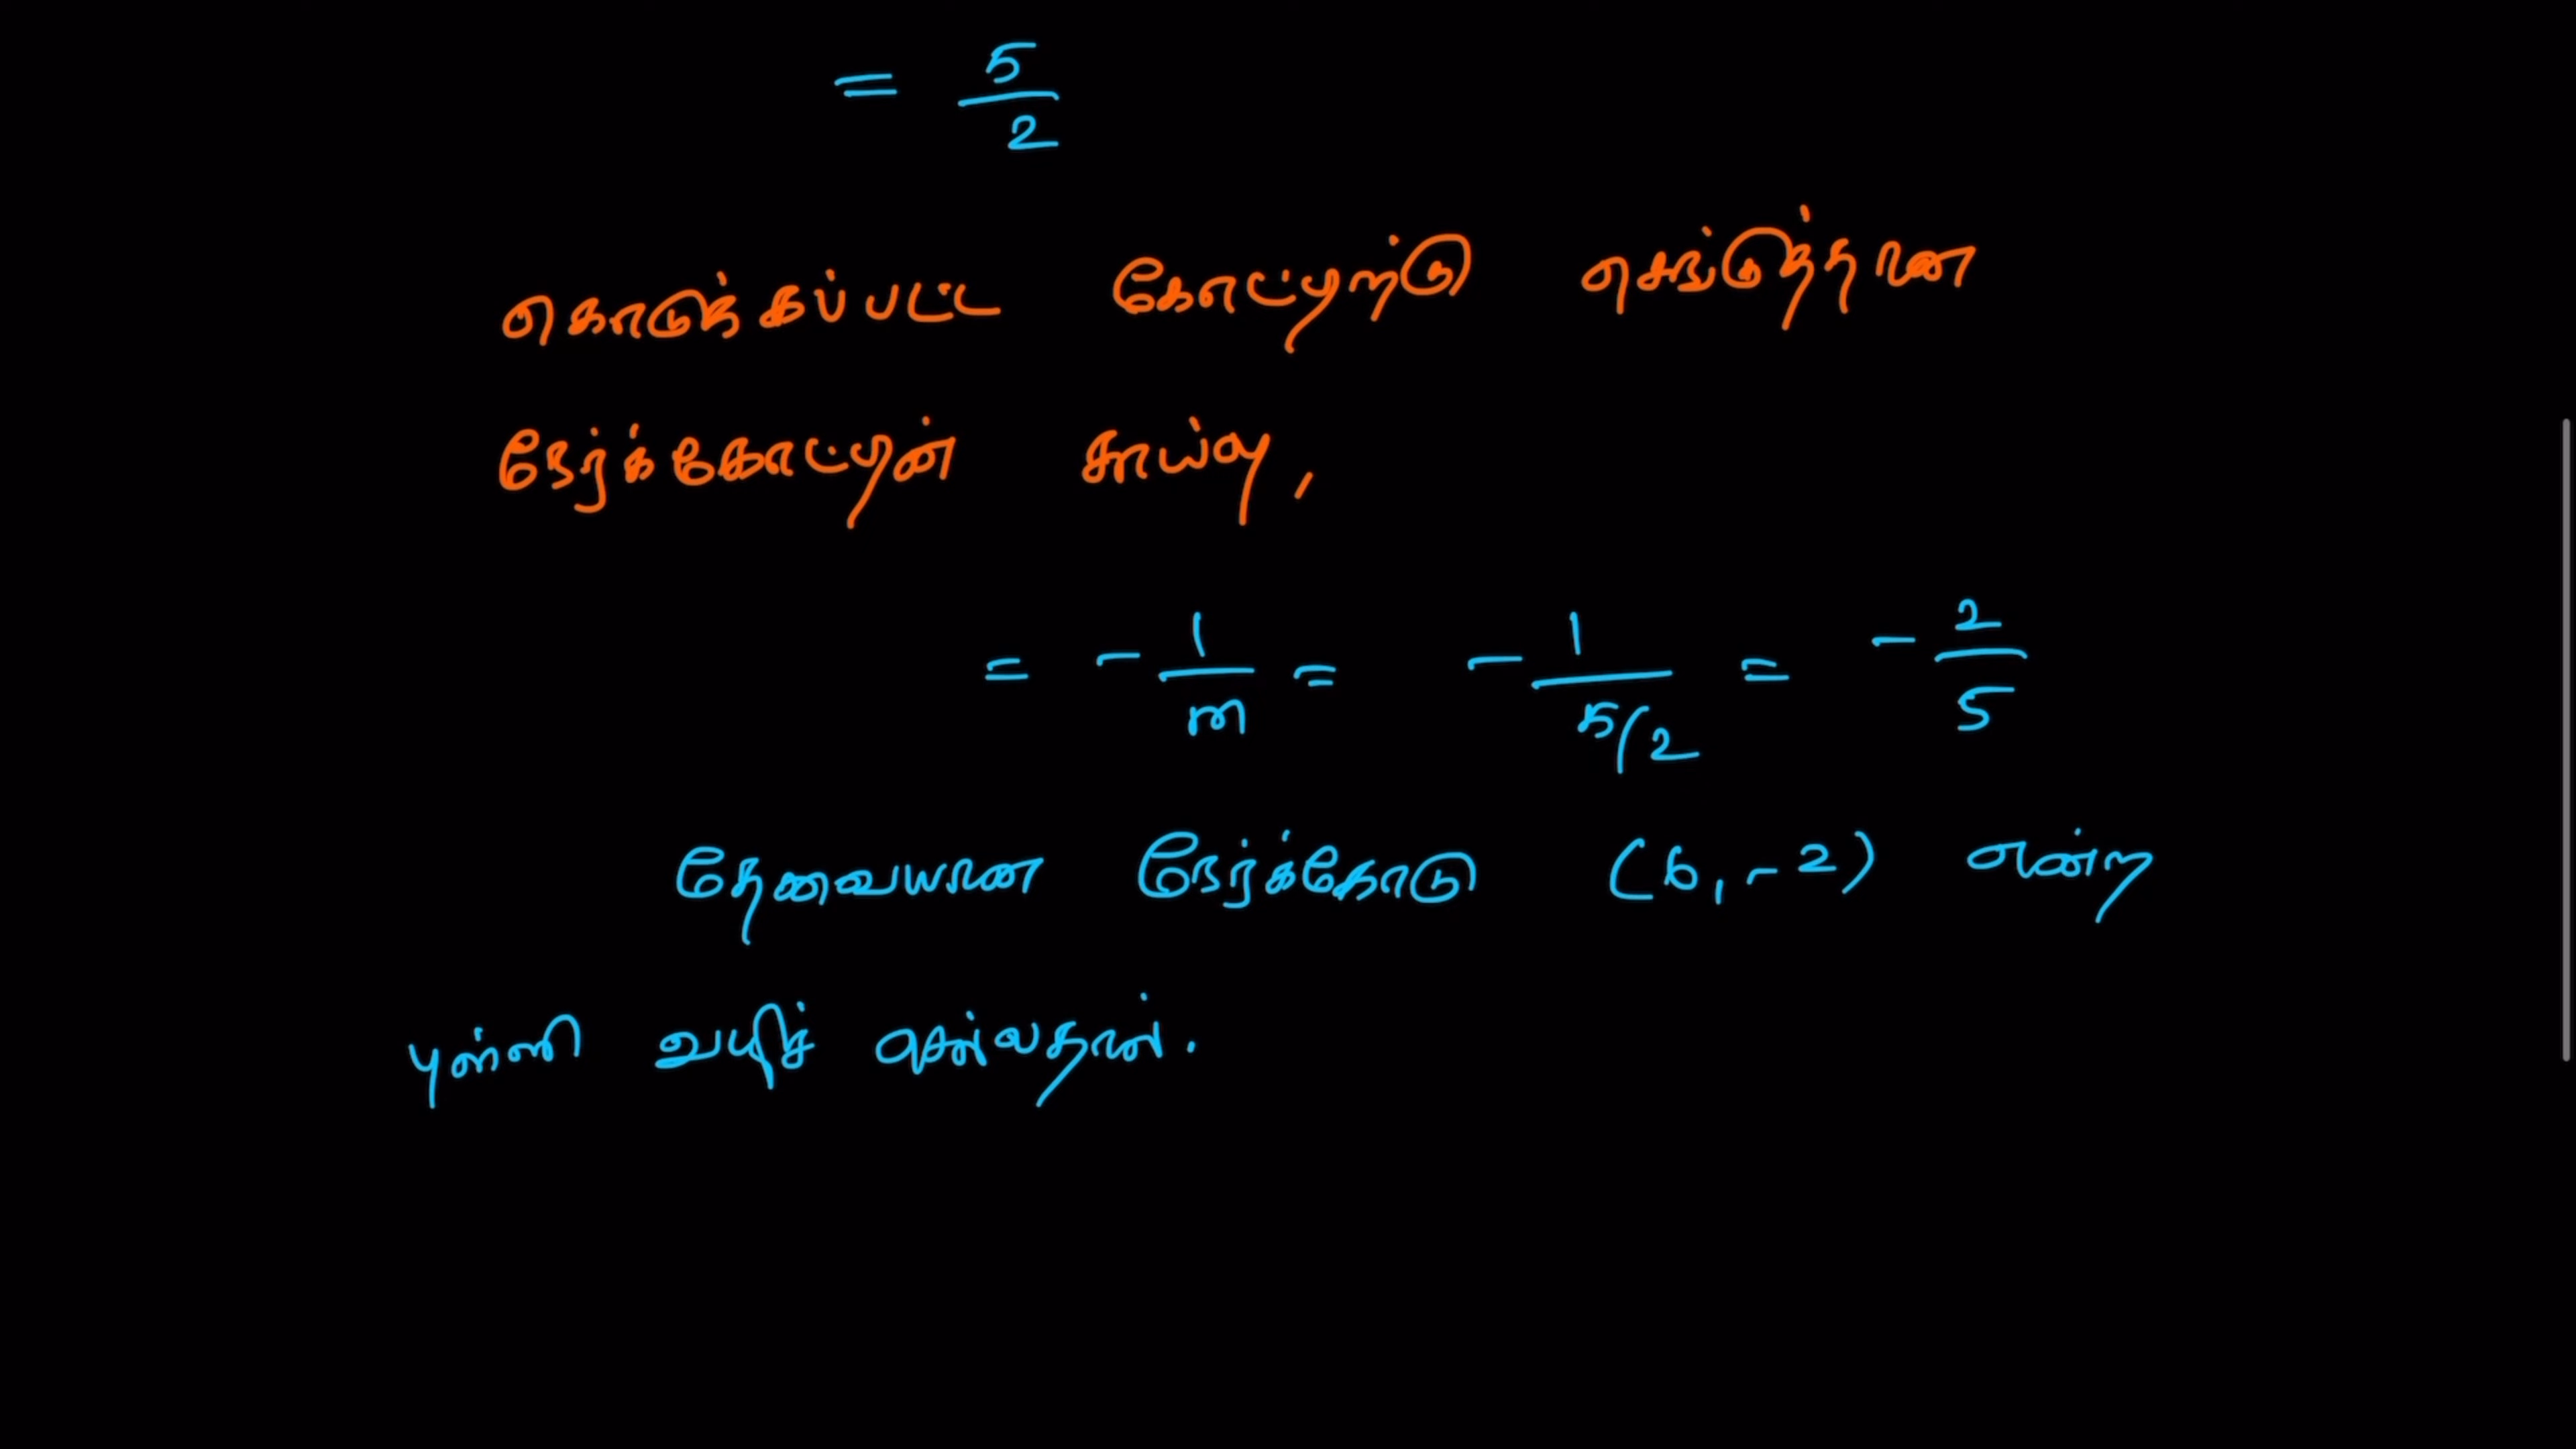 = 5/2
கொடுக்கப்பட்ட கோட்டிற்கு செங்குத்தான
நேர்க்கோட்டின் சாய்வு,
= - 1/m = - 1/5/2 = - 2/5
தேவையான நேர்க்கோடு (6, -2) என்ற
புள்ளி வழிச் செல்வதால்.